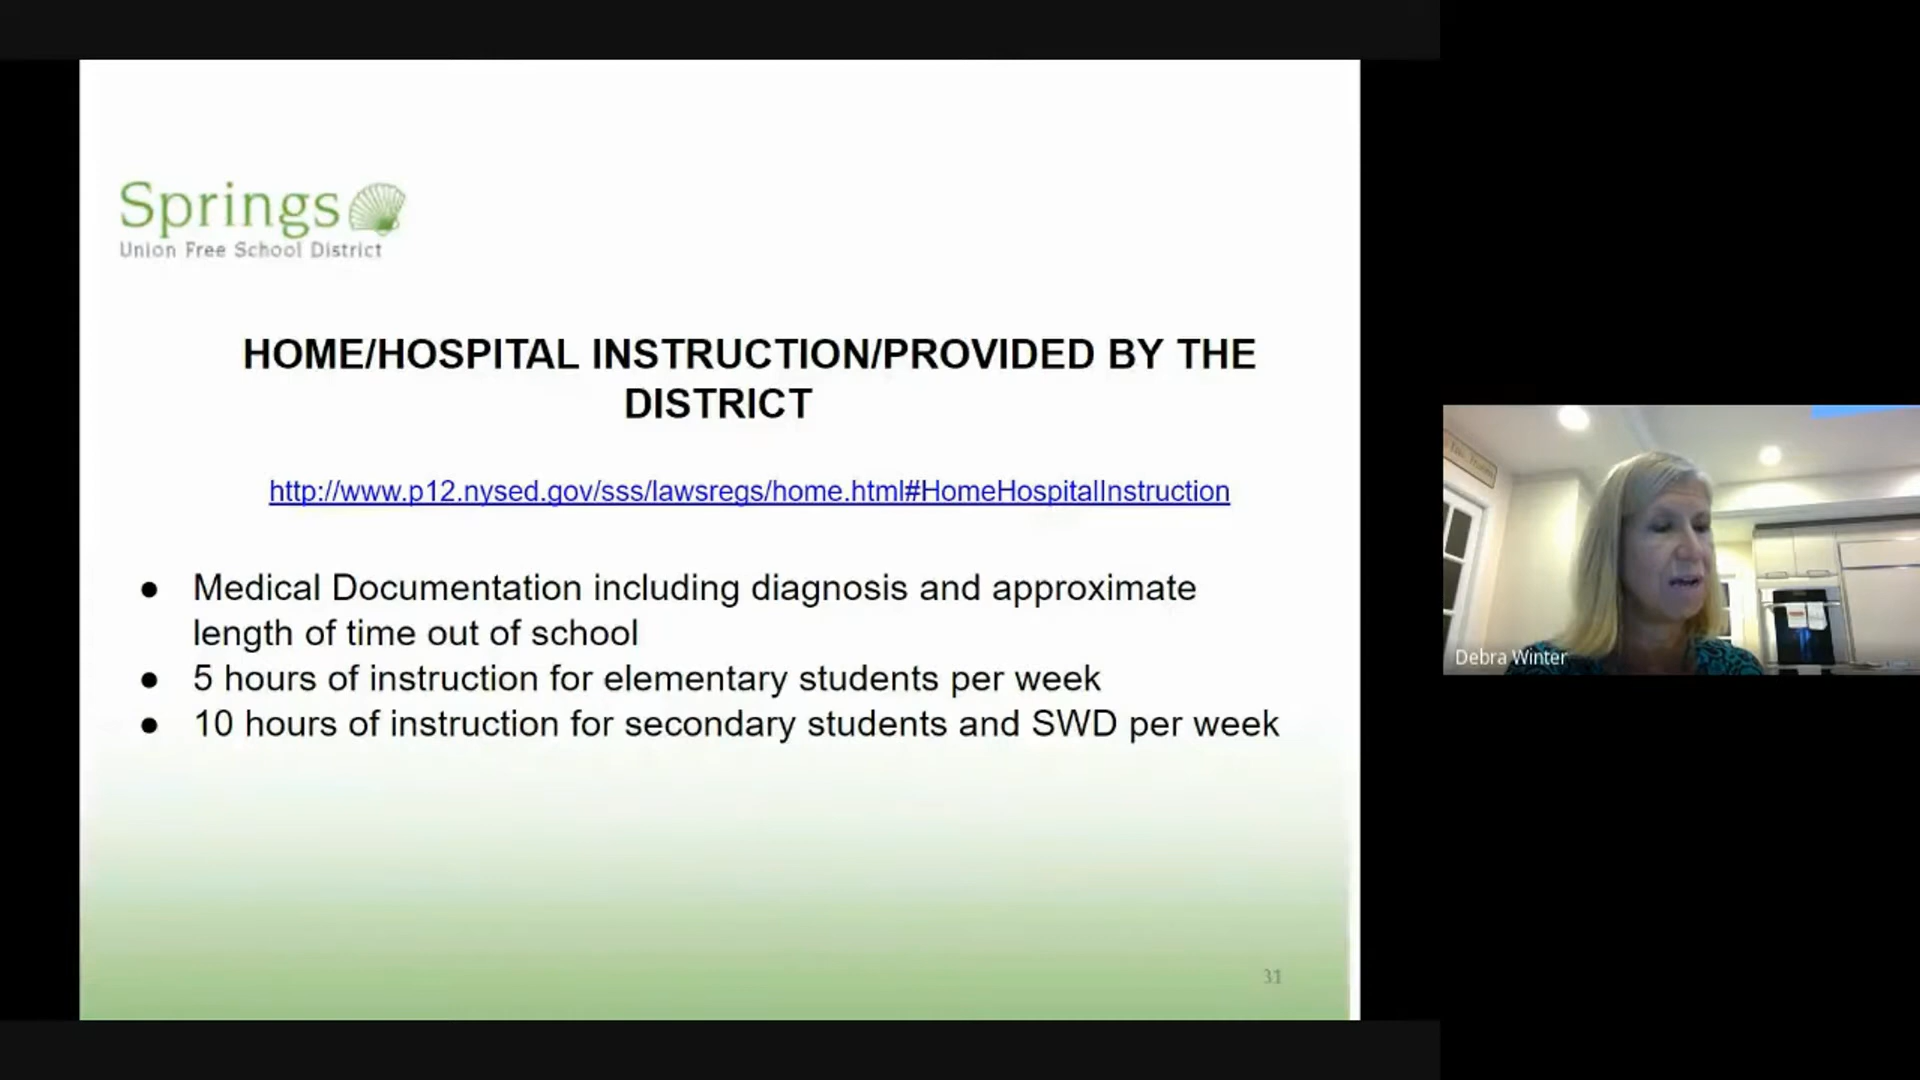 Springs
Union Free School District
HOME/HOSPITAL INSTRUCTION/PROVIDED BY THE
DISTRICT
http://www.p12.nysed.gov/sss/lawsregs/home.html#HomeHospitalInstruction
● Medical Documentation including diagnosis and approximate
length of time out of school
● 5 hours of instruction for elementary students per week
● 10 hours of instruction for secondary students and SWD per week
31
Debra Winter